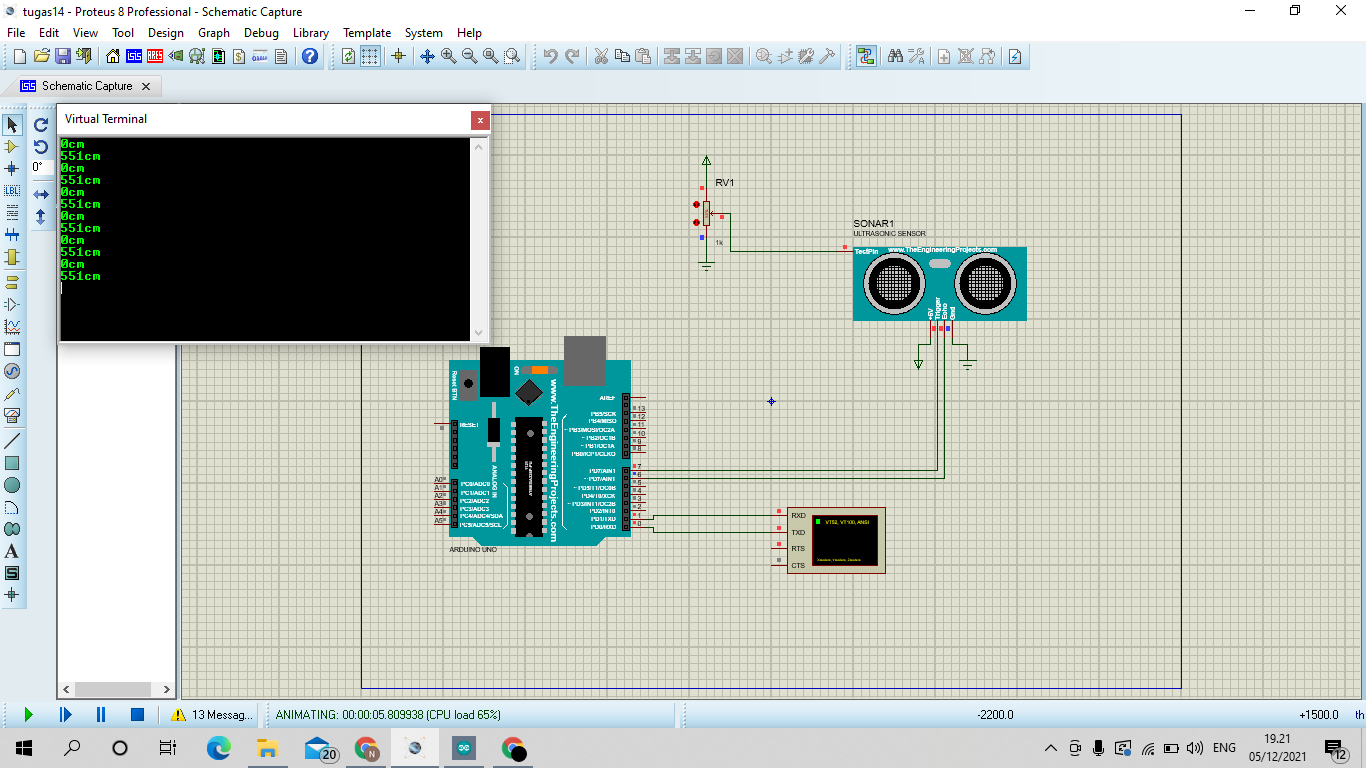 tugas14 - Proteus 8 Professional - Schematic Capture
File Edit View Tool Design Graph Debug Library Template System Help
Schematic Capture
Virtual Terminal
0cm
551cm
0cm
551cm
0cm
551cm
0cm
551cm
0cm
551cm
0cm
551cm
0°
LBL
A
S
RV1
1k
SONAR1
ULTRASONIC SENSOR
TestPin
www.TheEngineeringProjects.com
+5V
Trigger
Echo
Gnd
Reset BTN
ON
www.TheEngineeringProjects.com
ANALOG IN
RESET
AREF
PB5/SCK 13
PB4/MISO 12
~ PB3/MOSI/OC2A 11
~ PB2/OC1B 10
~ PB1/OC1A 9
PB0/ICP1/CLKO 8
PD7/AIN1 7
~ PD7/AIN1 6
~ PD5/T1/OC0B 5
PD4/T0/XCK 4
~ PD3/INT1/OC2B 3
PD2/INT0 2
PD1/TXD 1
PD0/RXD 0
A0 PC0/ADC0
A1 PC1/ADC1
A2 PC2/ADC2
A3 PC3/ADC3
A4 PC4/ADC4/SDA
A5 PC5/ADC5/SCL
ARDUINO UNO
RXD
TXD
RTS
CTS
VT52, VT100, ANSI
13 Messag...
ANIMATING: 00:00:05.809938 (CPU load 65%)
-2200.0
+1500.0
th
20
N
ENG
19.21
05/12/2021
12